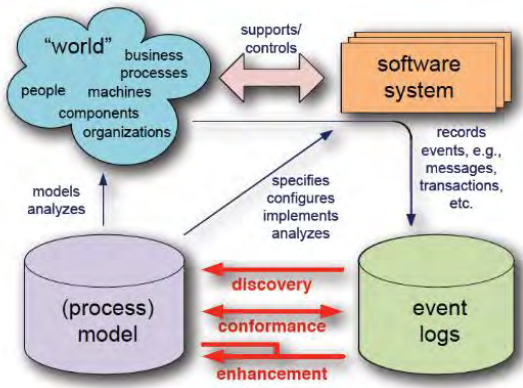 “world”
business
processes
people
machines
components
organizations
supports/
controls
software
system
records
events, e.g.,
messages,
transactions,
etc.
models
analyzes
specifies
configures
implements
analyzes
(process)
model
discovery
conformance
enhancement
event
logs